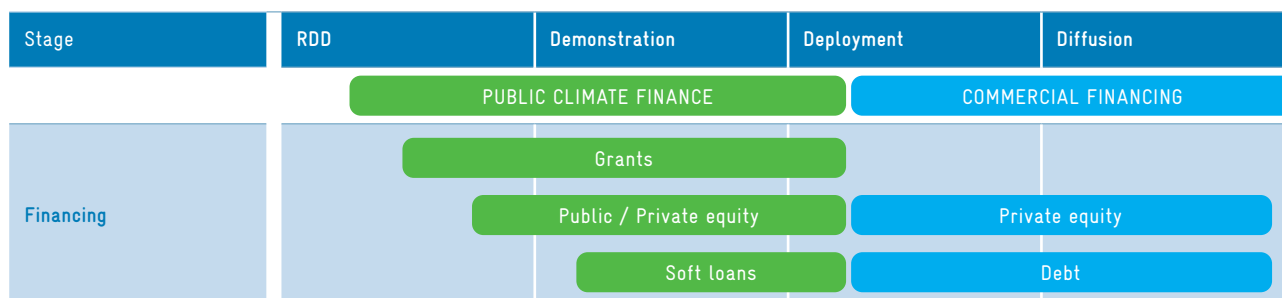 Stage RDD Demonstration Deployment Diffusion
PUBLIC CLIMATE FINANCE COMMERCIAL FINANCING
Grants
Financing Public / Private equity Private equity
Soft loans Debt